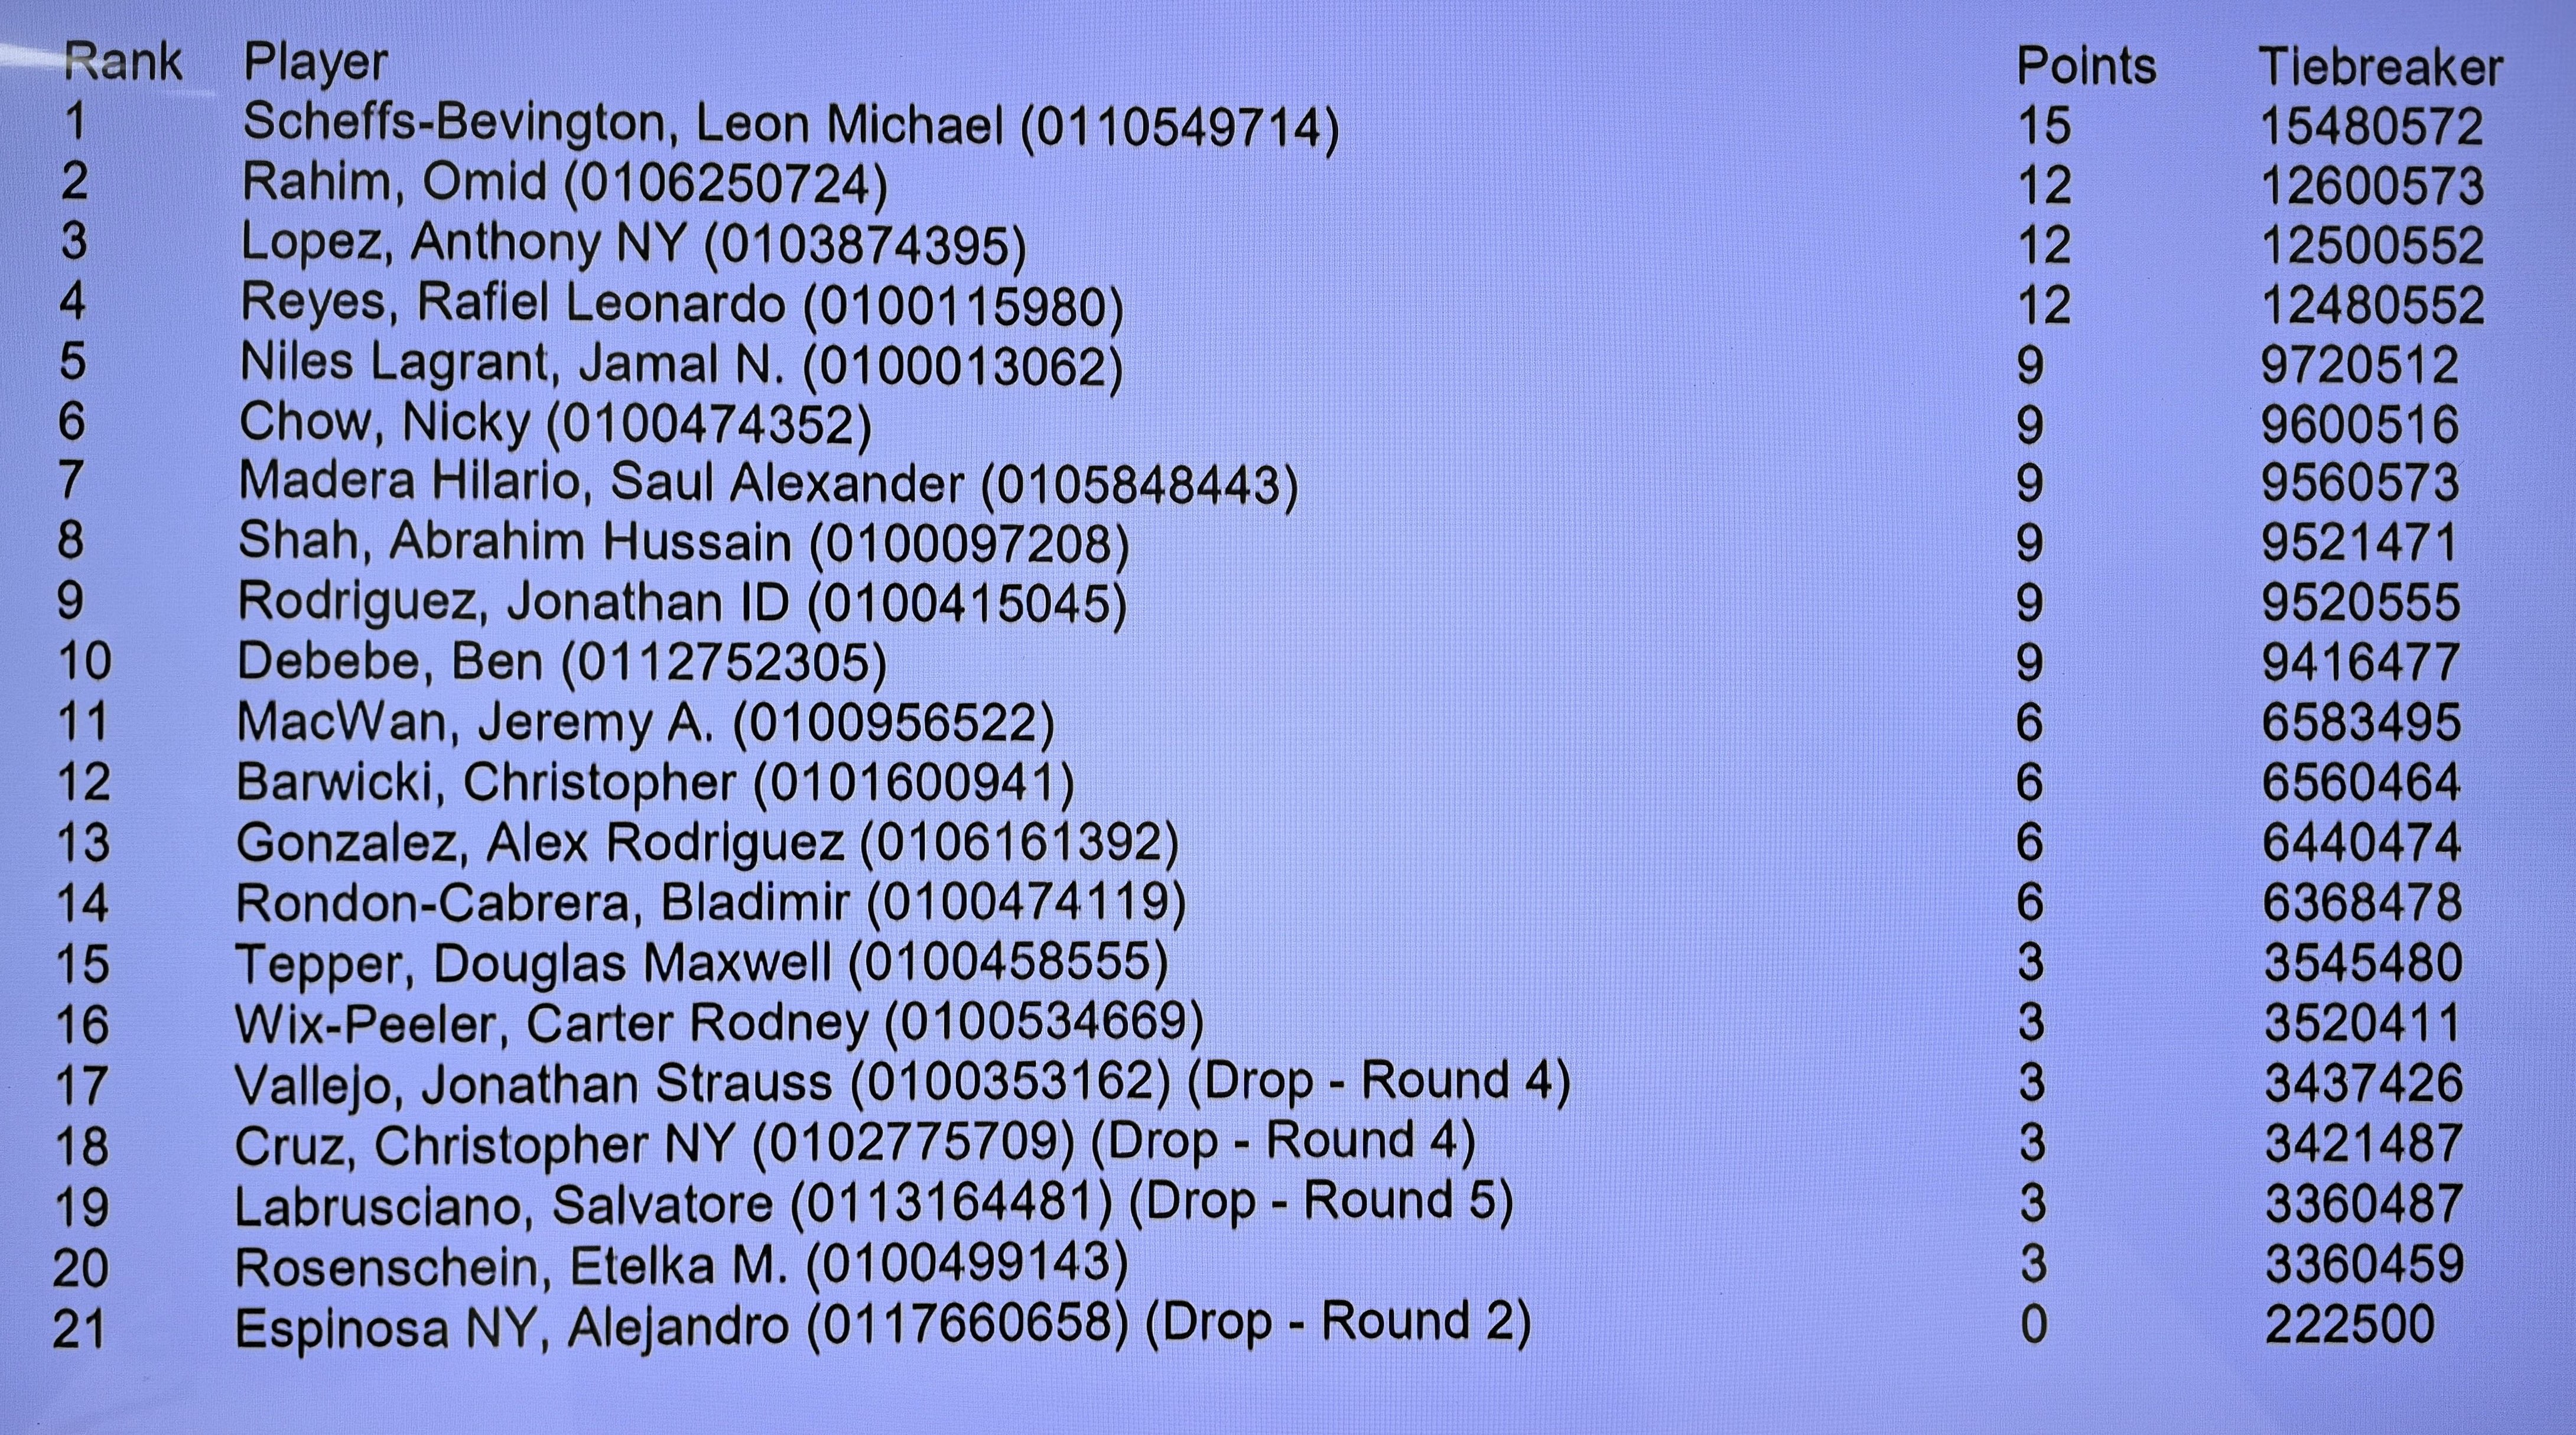 Rank Player Points Tiebreaker
1 Scheffs-Bevington, Leon Michael (0110549714) 15 15480572
2 Rahim, Omid (0106250724) 12 12600573
3 Lopez, Anthony NY (0103874395) 12 12500552
4 Reyes, Rafiel Leonardo (0100115980) 12 12480552
5 Niles Lagrant, Jamal N. (0100013062) 9 9720512
6 Chow, Nicky (0100474352) 9 9600516
7 Madera Hilario, Saul Alexander (0105848443) 9 9560573
8 Shah, Abrahim Hussain (0100097208) 9 9521471
9 Rodriguez, Jonathan ID (0100415045) 9 9520555
10 Debebe, Ben (0112752305) 9 9416477
11 MacWan, Jeremy A. (0100956522) 6 6583495
12 Barwicki, Christopher (0101600941) 6 6560464
13 Gonzalez, Alex Rodriguez (0106161392) 6 6440474
14 Rondon-Cabrera, Bladimir (0100474119) 6 6368478
15 Tepper, Douglas Maxwell (0100458555) 3 3545480
16 Wix-Peeler, Carter Rodney (0100534669) 3 3520411
17 Vallejo, Jonathan Strauss (0100353162) (Drop - Round 4) 3 3437426
18 Cruz, Christopher NY (0102775709) (Drop - Round 4) 3 3421487
19 Labrusciano, Salvatore (0113164481) (Drop - Round 5) 3 3360487
20 Rosenschein, Etelka M. (0100499143) 3 3360459
21 Espinosa NY, Alejandro (0117660658) (Drop - Round 2) 0 222500